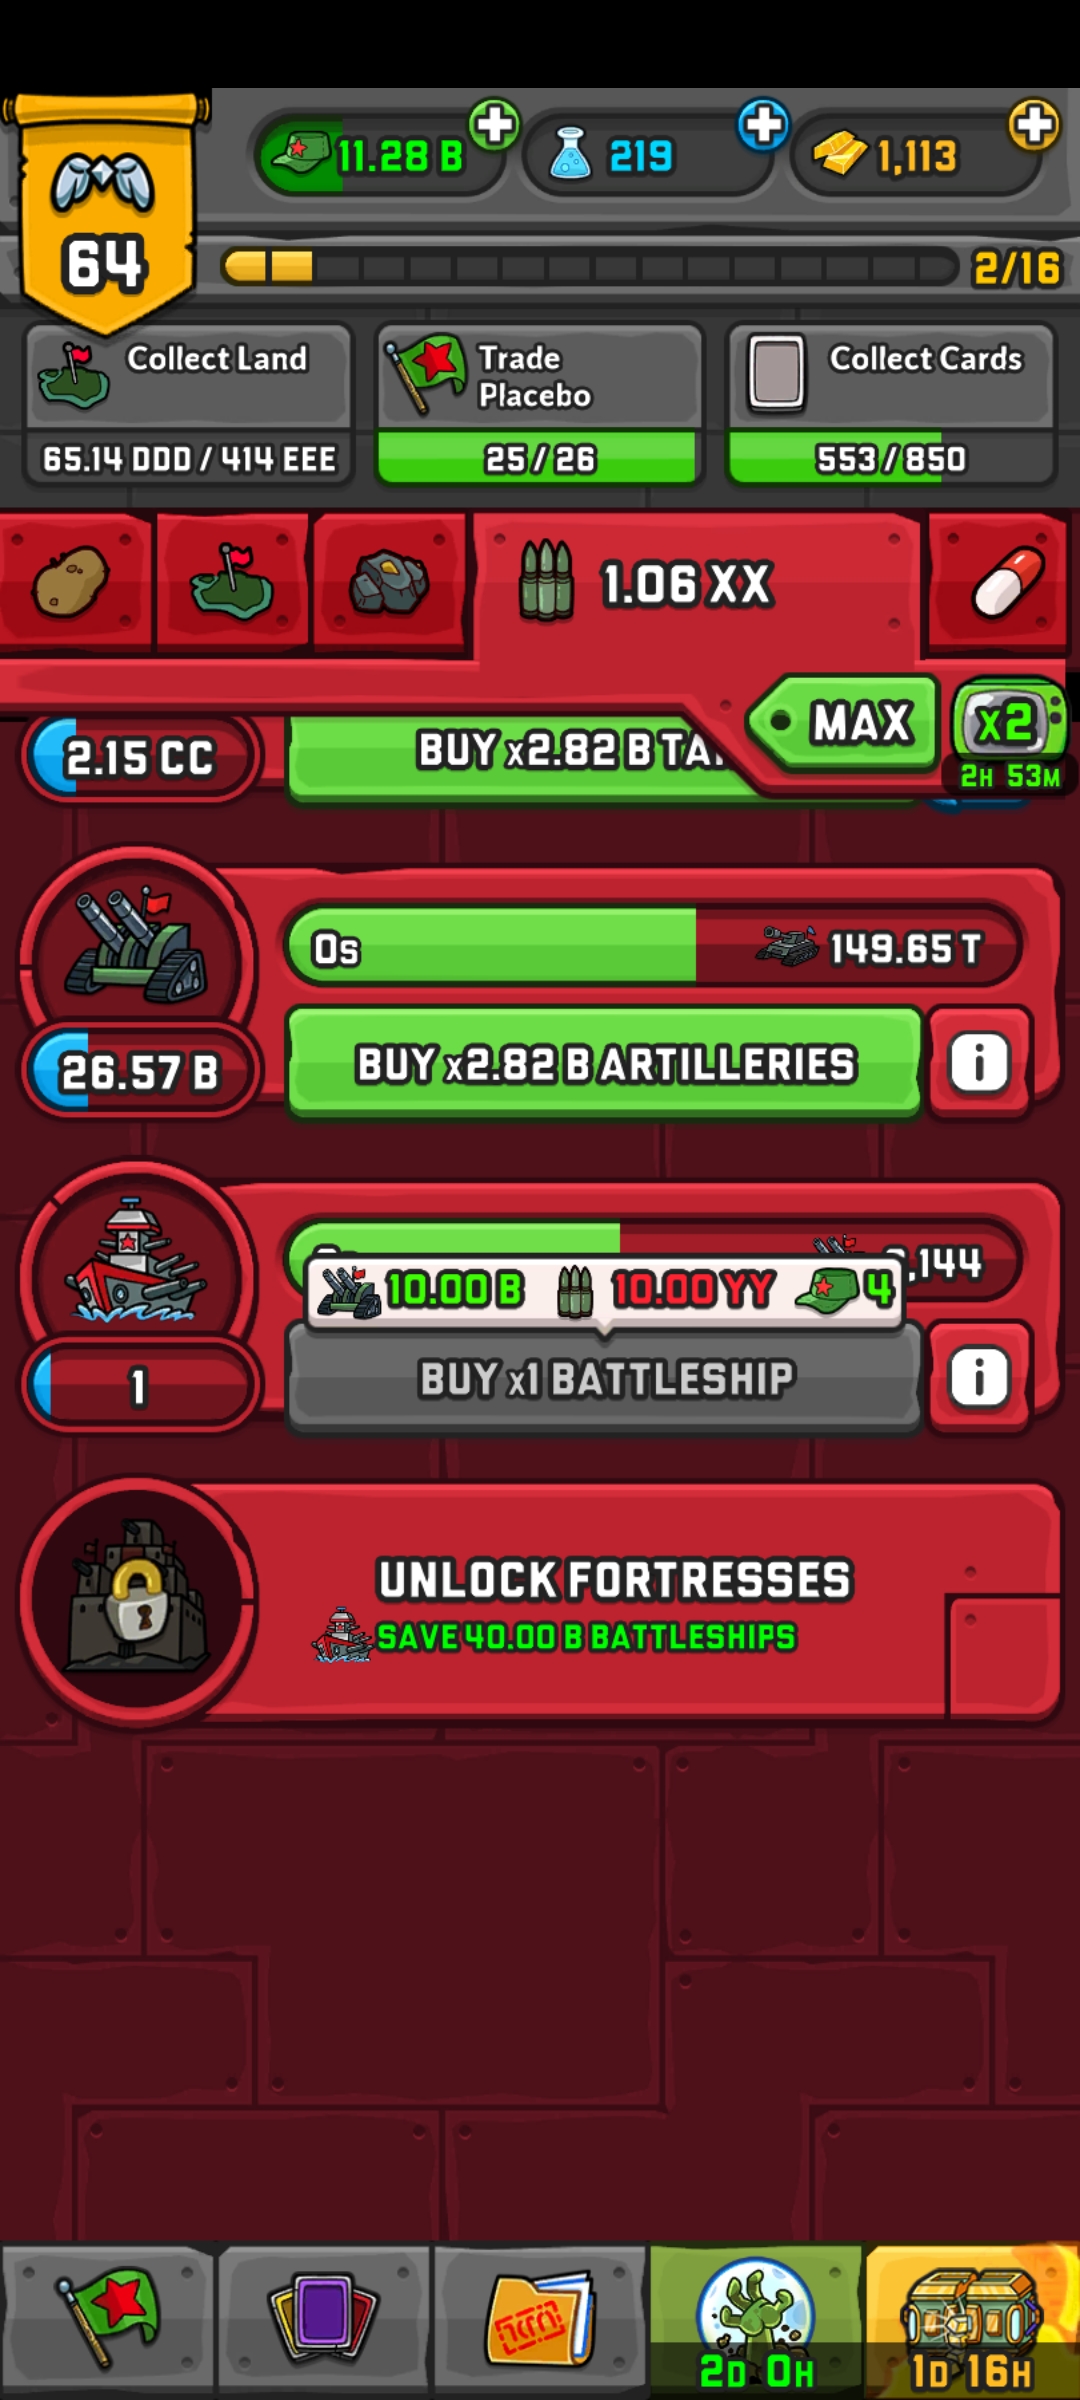 64
11.28 B
219
1,113
2/16
Collect Land
65.14 DDD / 414 EEE
Trade
Placebo
25/26
Collect Cards
553/850
1.06 XX
MAX
x2
2H 53M
2.15 CC
BUY x2.82 B
0s
149.65 T
26.57 B
BUY x2.82 B ARTILLERIES
,144
10.00 B
10.00 YY
4
1
BUY x1 BATTLESHIP
UNLOCK FORTRESSES
SAVE 40.00 B BATTLESHIPS
2D 0H
1D 16H